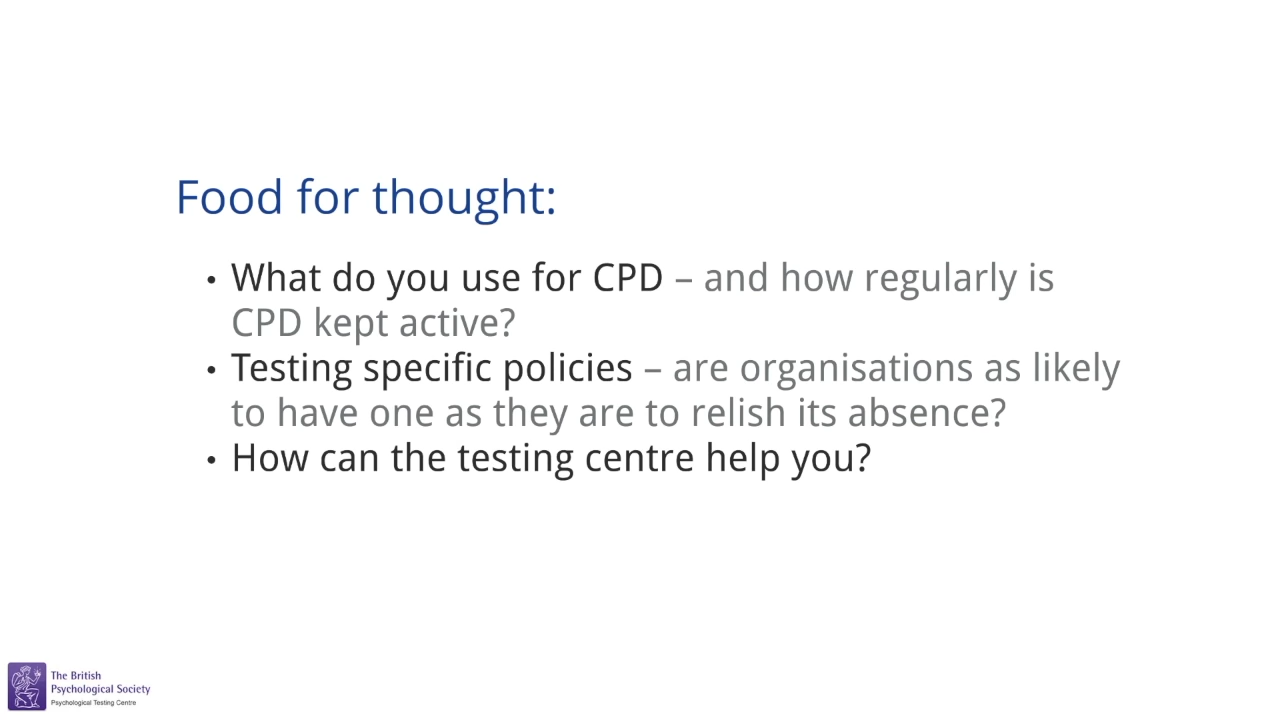 Food for thought:
• What do you use for CPD – and how regularly is
CPD kept active?
• Testing specific policies – are organisations as likely
to have one as they are to relish its absence?
• How can the testing centre help you?
The British
Psychological Society
Psychological Testing Centre